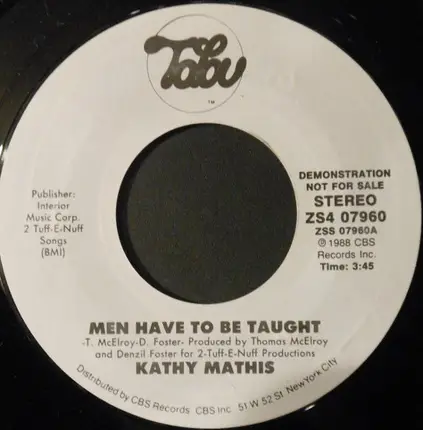 Tabu
TM
Publisher:
Interior
Music Corp.
2 Tuff-E-Nuff
Songs
(BMI)
DEMONSTRATION
NOT FOR SALE
STEREO
ZS4 07960
ZSS 07960A
℗ 1988 CBS
Records Inc.
Time: 3:45
MEN HAVE TO BE TAUGHT
-T. McElroy-D. Foster- Produced by Thomas McElroy
and Denzil Foster for 2-Tuff-E-Nuff Productions
KATHY MATHIS
Distributed by CBS Records CBS Inc. 51 W 52 St New York City